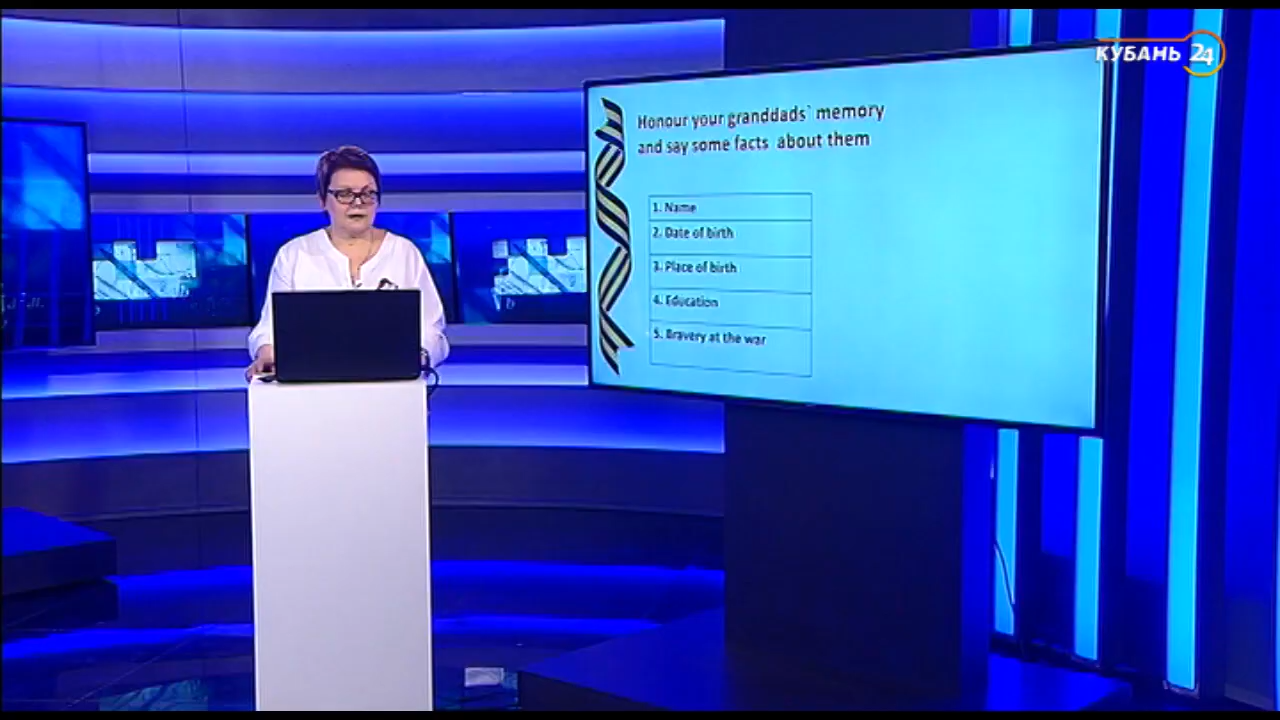 КУБАНЬ 24
Honour your granddads` memory
and say some facts about them
1. Name
2. Date of birth
3. Place of birth
4. Education
5. Bravery at the war